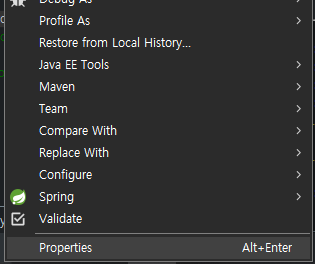 Debug As
Profile As
Restore from Local History...
Java EE Tools
Maven
Team
Compare With
Replace With
Configure
Spring
Validate
Properties Alt+Enter